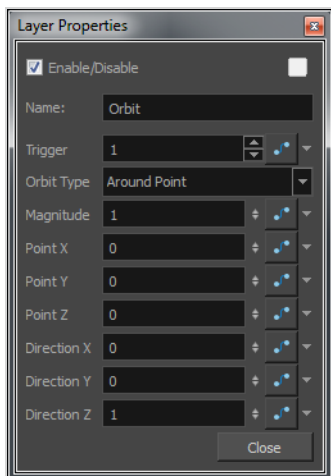 Layer Properties
Enable/Disable
Name: Orbit
Trigger 1
Orbit Type Around Point
Magnitude 1
Point X 0
Point Y 0
Point Z 0
Direction X 0
Direction Y 0
Direction Z 1
Close